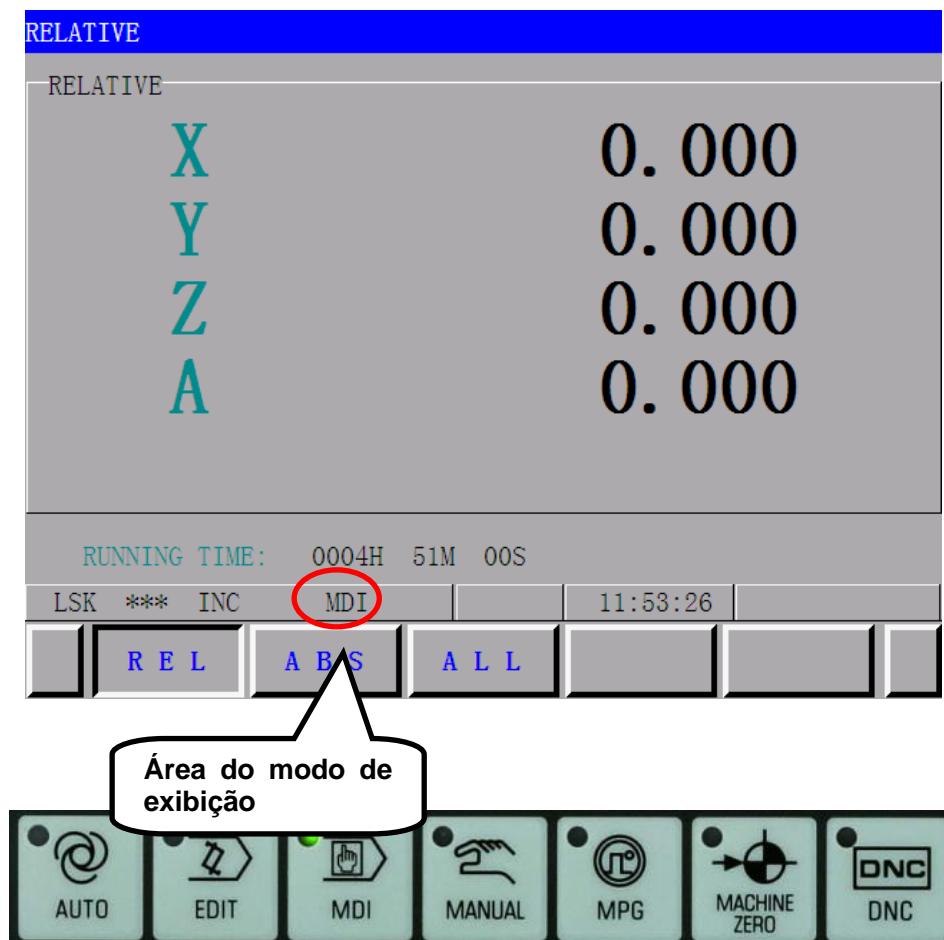 RELATIVE
RELATIVE
X 0.000
Y 0.000
Z 0.000
A 0.000
RUNNING TIME: 0004H 51M 00S
LSK *** INC MDI 11:53:26
REL ABS ALL
Área do modo de
exibição
AUTO EDIT MDI MANUAL MPG MACHINE ZERO DNC DNC